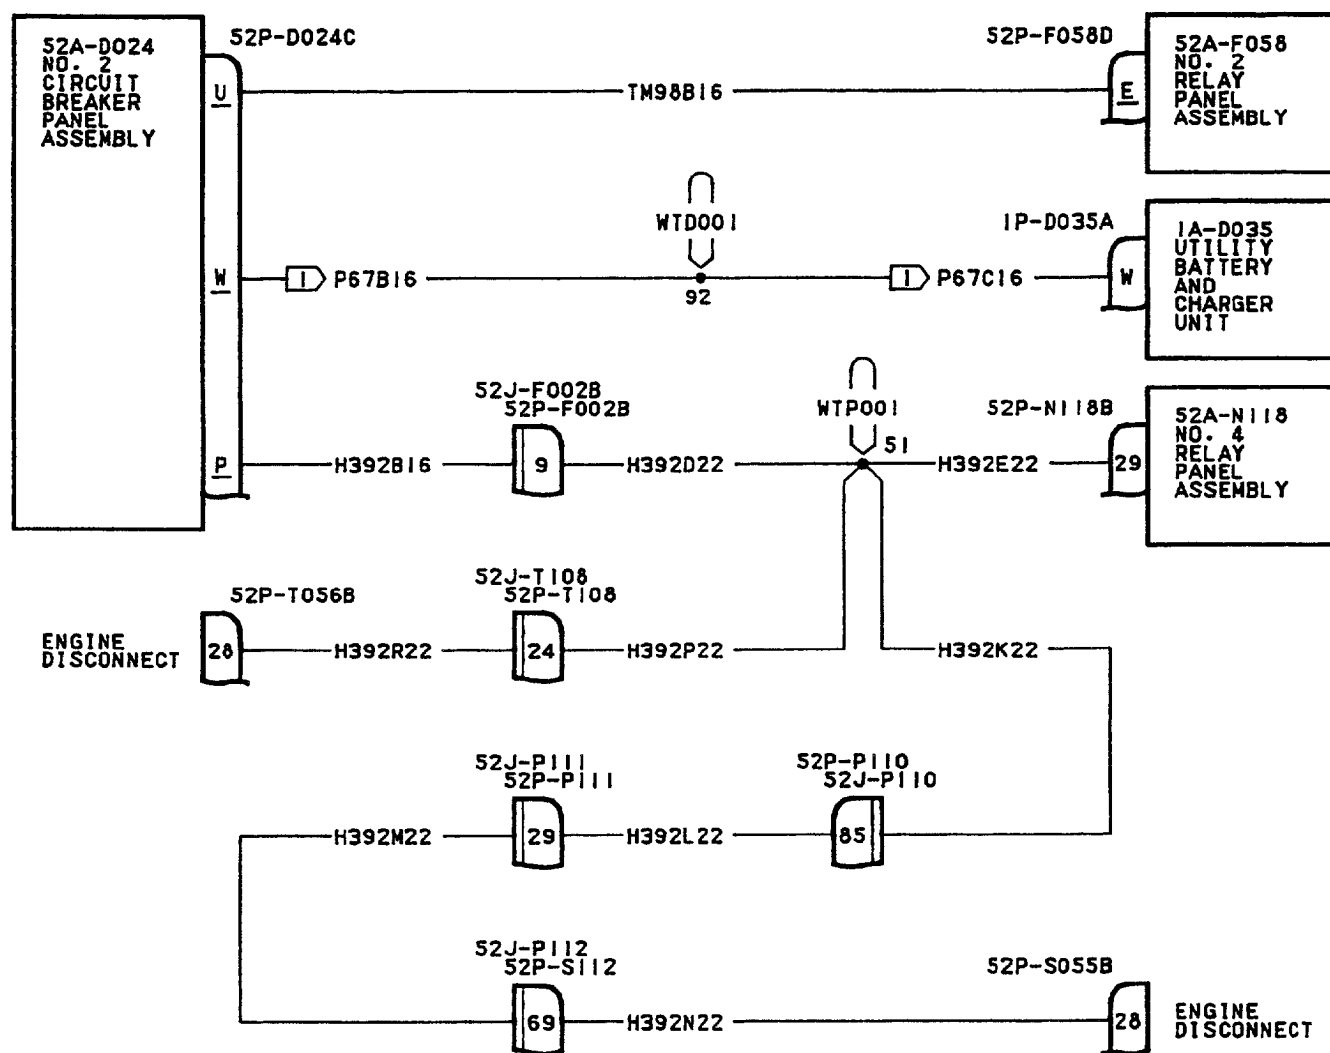 52A-D024
NO. 2
CIRCUIT
BREAKER
PANEL
ASSEMBLY
52P-D024C
U
TM98B16
52P-F058D
E
52A-F058
NO. 2
RELAY
PANEL
ASSEMBLY
W
1
P67B16
WTD001
92
1
P67C16
1P-D035A
W
1A-D035
UTILITY
BATTERY
AND
CHARGER
UNIT
P
H392B16
52J-F002B
52P-F002B
9
H392D22
WTP001
51
H392E22
52P-N118B
29
52A-N118
NO. 4
RELAY
PANEL
ASSEMBLY
ENGINE
DISCONNECT
52P-T056B
28
H392R22
52J-T108
52P-T108
24
H392P22
H392K22
H392M22
52J-P111
52P-P111
29
H392L22
52P-P110
52J-P110
85
52J-P112
52P-S112
69
H392N22
52P-S055B
28
ENGINE
DISCONNECT